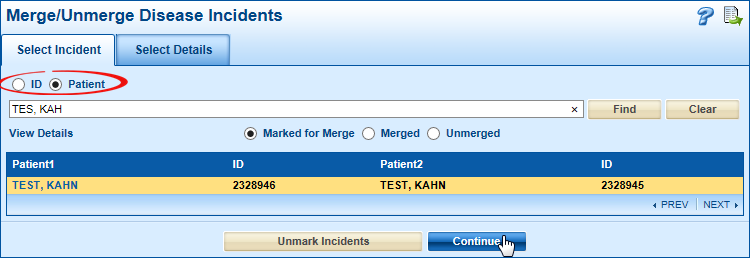 Merge/Unmerge Disease Incidents
Select Incident Select Details
ID Patient
TES, KAH × Find Clear
View Details Marked for Merge Merged Unmerged
Patient1 ID Patient2 ID
TEST, KAHN 2328946 TEST, KAHN 2328945
PREV NEXT
Unmark Incidents Continue